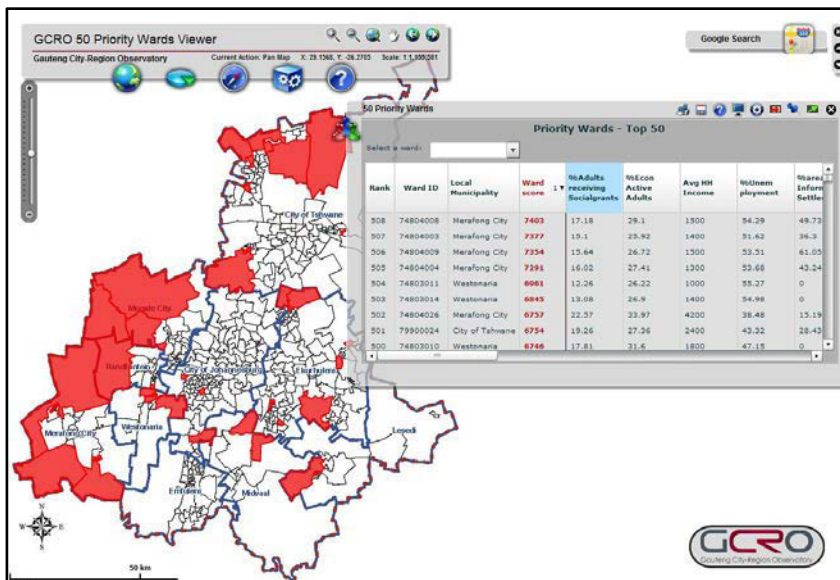 GCRO 50 Priority Wards Viewer
Gauteng City-Region Observatory Current Action: Pan Map X: 29.1568, Y: -26.2705
Google Search
50 Priority Wards
Priority Wards - Top 50
Select a ward:
Rank Ward ID Local Municipality Ward score 1 %Adults receiving Socialgrants %Econ Active Adults Avg HH Income %Unem ployment %area Inform Settle
508 74804008 Merafong City 7403 17.18 29.1 1500 54.29 49.73
507 74804003 Merafong City 7377 15.1 25.92 1400 51.62 36.3
506 74804009 Merafong City 7354 15.64 26.72 1500 53.51 61.05
505 74804004 Merafong City 7291 16.02 27.41 1300 53.68 43.24
504 74803011 Westonaria 6961 12.26 26.22 1000 55.27 0
503 74803014 Westonaria 6845 13.08 26.9 1400 54.98 0
502 74804026 Merafong City 6757 22.57 33.97 4200 38.48 15.19
501 79900024 City of Tshwane 6754 19.26 27.36 2400 43.32 28.43
500 74803010 Westonaria 6746 17.81 31.6 1800 47.15 0
City of Tshwane
Mogale City
Randfontein
City of Johannesburg
Ekurhuleni
Merafong City
Westonaria
Lesedi
Emfuleni
Midvaal
N
W E
S
50 km
GCRO
Gauteng City-Region Observatory